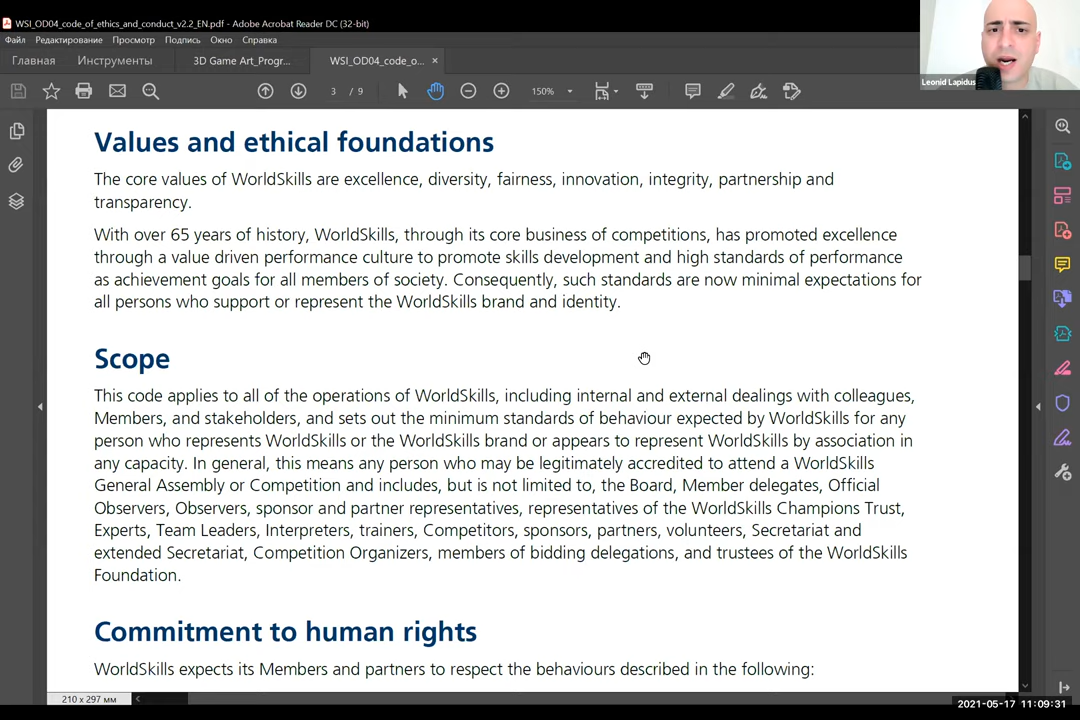 WSI_OD04_code_of_ethics_and_conduct_v2.2_EN.pdf - Adobe Acrobat Reader DC (32-bit)
Файл Редактирование Просмотр Подпись Окно Справка
Главная Инструменты 3D Game Art_Progr... WSI_OD04_code_o... ×
3 / 9 150%
Leonid Lapidus
Values and ethical foundations
The core values of WorldSkills are excellence, diversity, fairness, innovation, integrity, partnership and
transparency.
With over 65 years of history, WorldSkills, through its core business of competitions, has promoted excellence
through a value driven performance culture to promote skills development and high standards of performance
as achievement goals for all members of society. Consequently, such standards are now minimal expectations for
all persons who support or represent the WorldSkills brand and identity.
Scope
This code applies to all of the operations of WorldSkills, including internal and external dealings with colleagues,
Members, and stakeholders, and sets out the minimum standards of behaviour expected by WorldSkills for any
person who represents WorldSkills or the WorldSkills brand or appears to represent WorldSkills by association in
any capacity. In general, this means any person who may be legitimately accredited to attend a WorldSkills
General Assembly or Competition and includes, but is not limited to, the Board, Member delegates, Official
Observers, Observers, sponsor and partner representatives, representatives of the WorldSkills Champions Trust,
Experts, Team Leaders, Interpreters, trainers, Competitors, sponsors, partners, volunteers, Secretariat and
extended Secretariat, Competition Organizers, members of bidding delegations, and trustees of the WorldSkills
Foundation.
Commitment to human rights
WorldSkills expects its Members and partners to respect the behaviours described in the following:
210 x 297 мм
2021-05-17 11:09:31